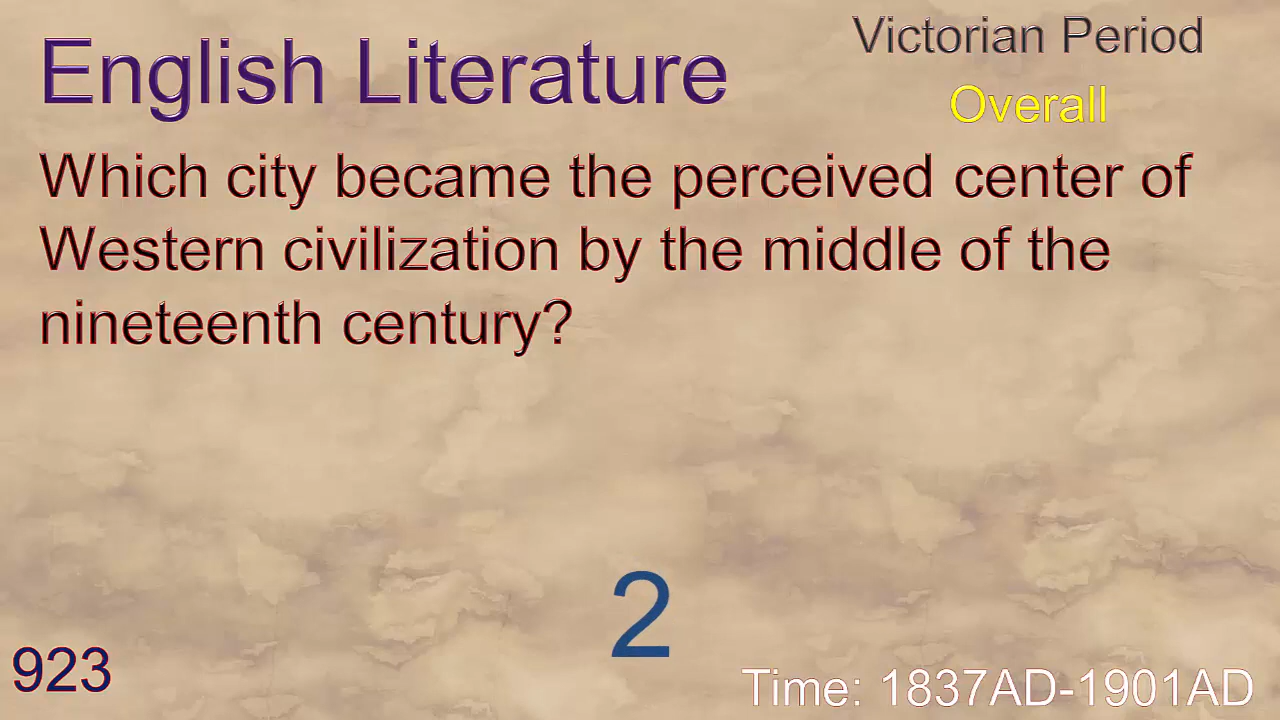 English Literature
Victorian Period
Overall
Which city became the perceived center of
Western civilization by the middle of the
nineteenth century?
2
923
Time: 1837AD-1901AD